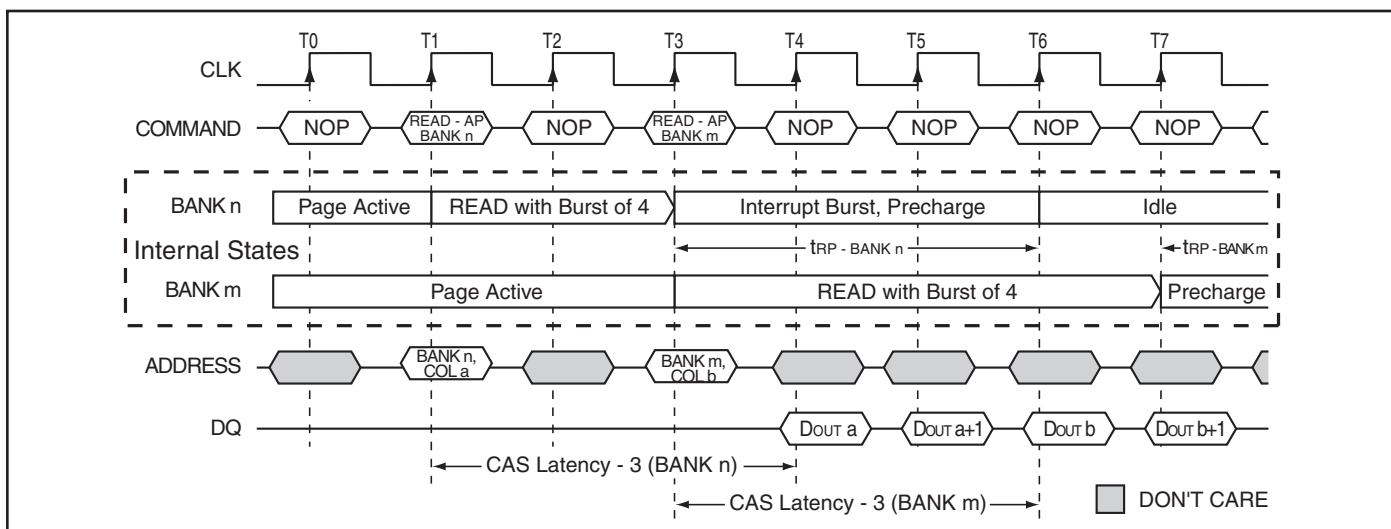 T0 T1 T2 T3 T4 T5 T6 T7
CLK
COMMAND NOP READ - AP BANK n NOP READ - AP BANK m NOP NOP NOP NOP
BANK n Page Active READ with Burst of 4 Interrupt Burst, Precharge Idle
Internal States tRP - BANK n tRP - BANK m
BANK m Page Active READ with Burst of 4 Precharge
ADDRESS BANK n, COL a BANK m, COL b
DQ DOUT a DOUT a+1 DOUT b DOUT b+1
CAS Latency - 3 (BANK n)
CAS Latency - 3 (BANK m) DON'T CARE